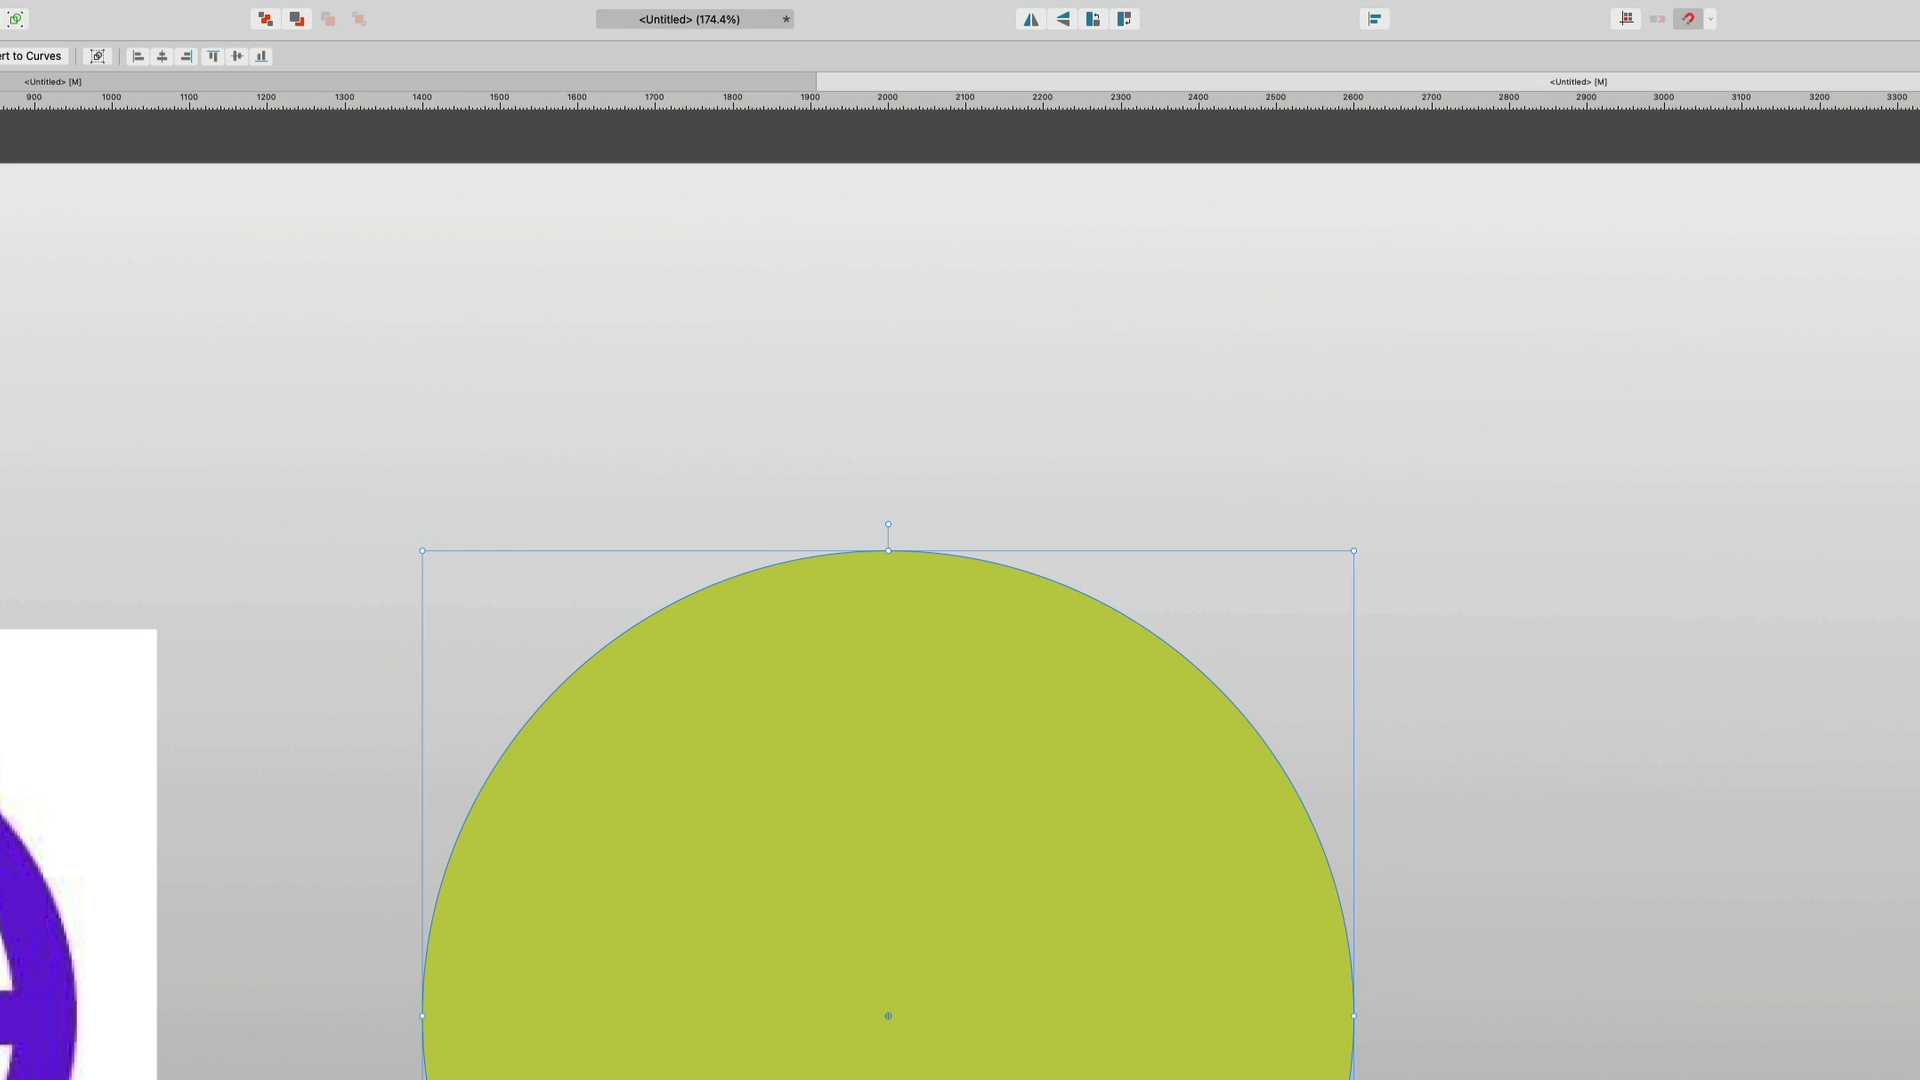 <Untitled> (174.4%) *
rt to Curves
<Untitled> [M] <Untitled> [M]
900 1000 1100 1200 1300 1400 1500 1600 1700 1800 1900 2000 2100 2200 2300 2400 2500 2600 2700 2800 2900 3000 3100 3200 3300